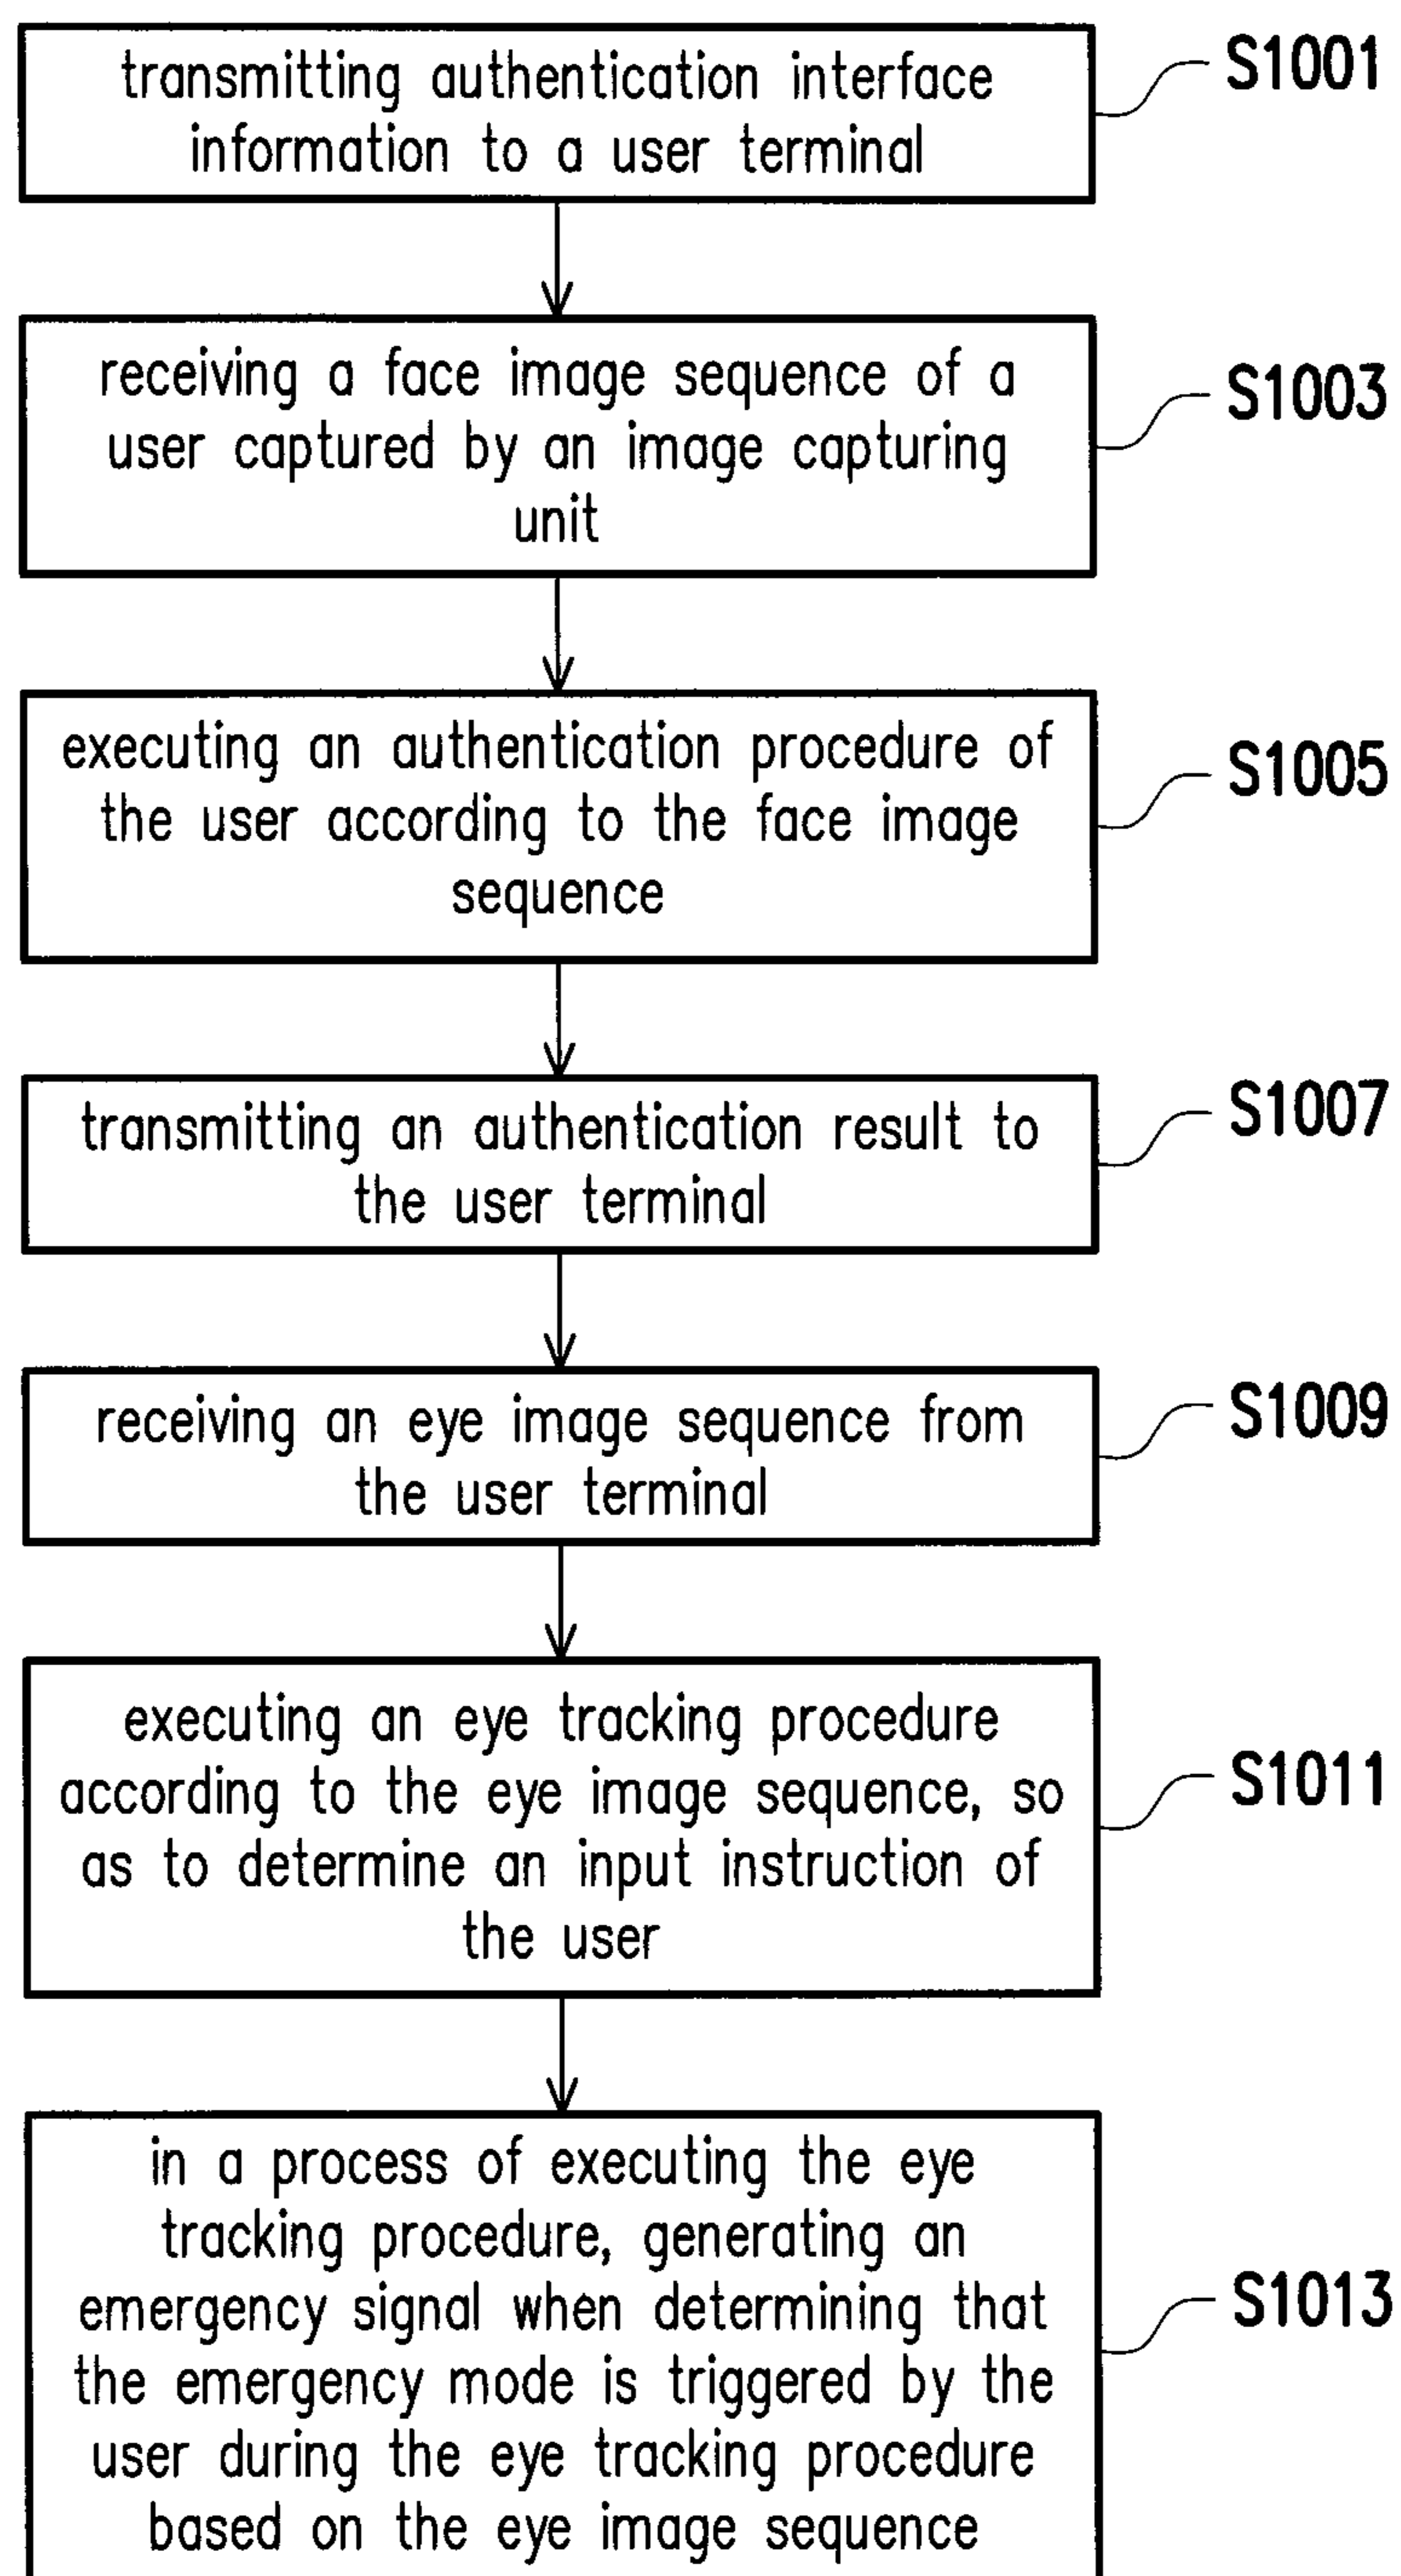 transmitting authentication interface
information to a user terminal
S1001
receiving a face image sequence of a
user captured by an image capturing
unit
S1003
executing an authentication procedure of
the user according to the face image
sequence
S1005
transmitting an authentication result to
the user terminal
S1007
receiving an eye image sequence from
the user terminal
S1009
executing an eye tracking procedure
according to the eye image sequence, so
as to determine an input instruction of
the user
S1011
in a process of executing the eye
tracking procedure, generating an
emergency signal when determining that
the emergency mode is triggered by the
user during the eye tracking procedure
based on the eye image sequence
S1013